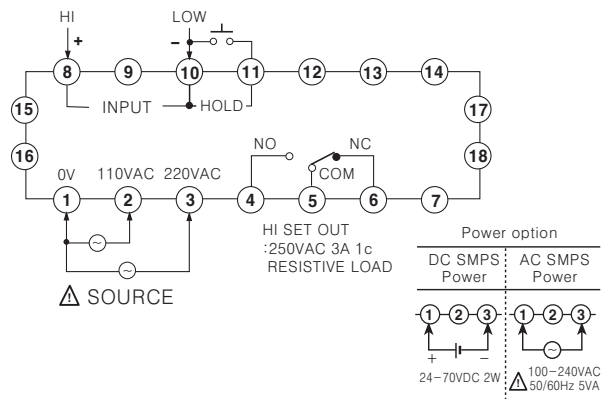 HI LOW
+ −
8 9 10 11 12 13 14
INPUT HOLD
15 17
16 18
NO NC
COM
0V 110VAC 220VAC
1 2 3 4 5 6 7
HI SET OUT
:250VAC 3A 1c
RESISTIVE LOAD
~
~
⚠ SOURCE
Power option
DC SMPS
Power
AC SMPS
Power
1 2 3 1 2 3
+ − ~
24−70VDC 2W
⚠ 100−240VAC
50/60Hz 5VA